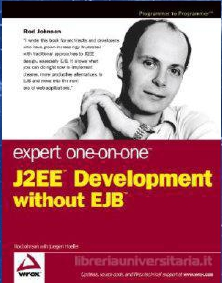 Programmer to Programmer™
Rod Johnson
"I wrote this book for architects and developers
who have grown increasingly frustrated
with traditional approaches to J2EE
design, especially EJB. It shows what
you can do right now to implement
cleaner, more productive alternatives to
EJB and move into the next
era of web applications."
expert one-on-one™
J2EE™ Development
without EJB™
Rod Johnson with Juergen Hoeller
libreriauniversitaria.it
wrox™
Updates, source code, and Wrox technical support at www.wrox.com